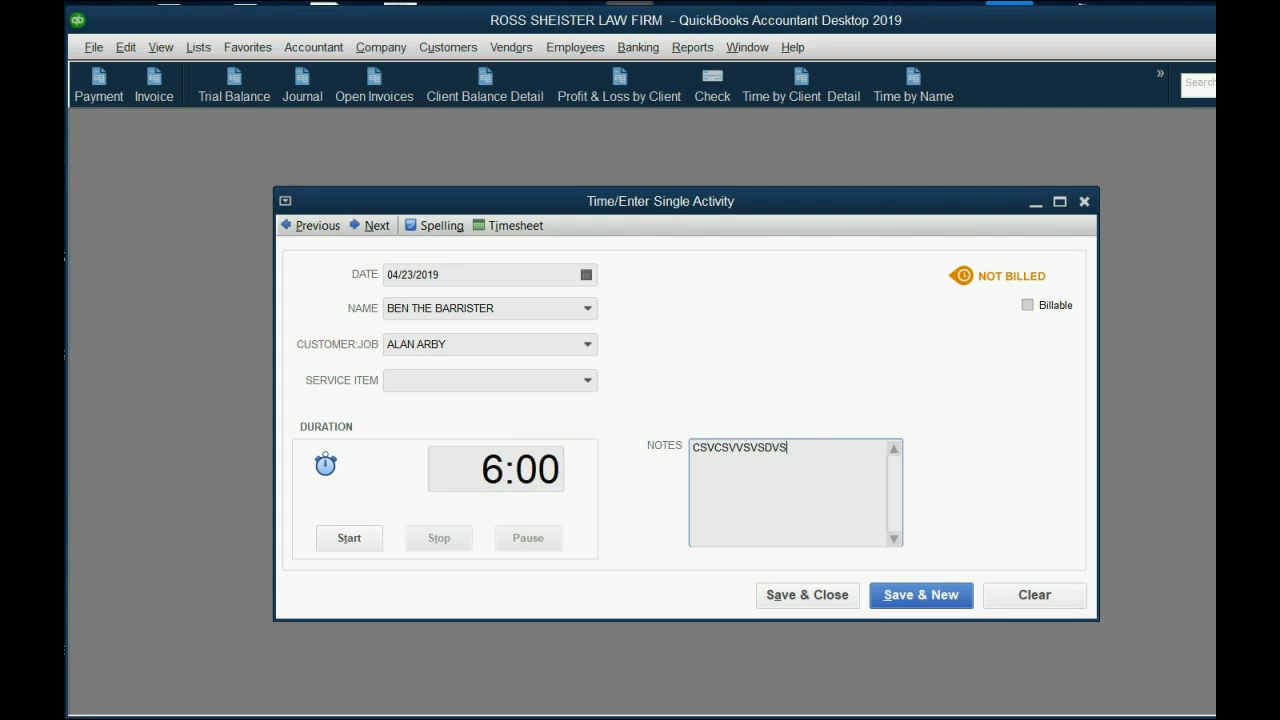 qb ROSS SHEISTER LAW FIRM - QuickBooks Accountant Desktop 2019
File Edit View Lists Favorites Accountant Company Customers Vendors Employees Banking Reports Window Help
Payment Invoice Trial Balance Journal Open Invoices Client Balance Detail Profit & Loss by Client Check Time by Client Detail Time by Name » Search
Time/Enter Single Activity
Previous Next Spelling Timesheet
DATE 04/23/2019 NOT BILLED
NAME BEN THE BARRISTER Billable
CUSTOMER:JOB ALAN ARBY
SERVICE ITEM
DURATION
NOTES CSVCSVVSVSDVS
6:00
Start Stop Pause
Save & Close Save & New Clear